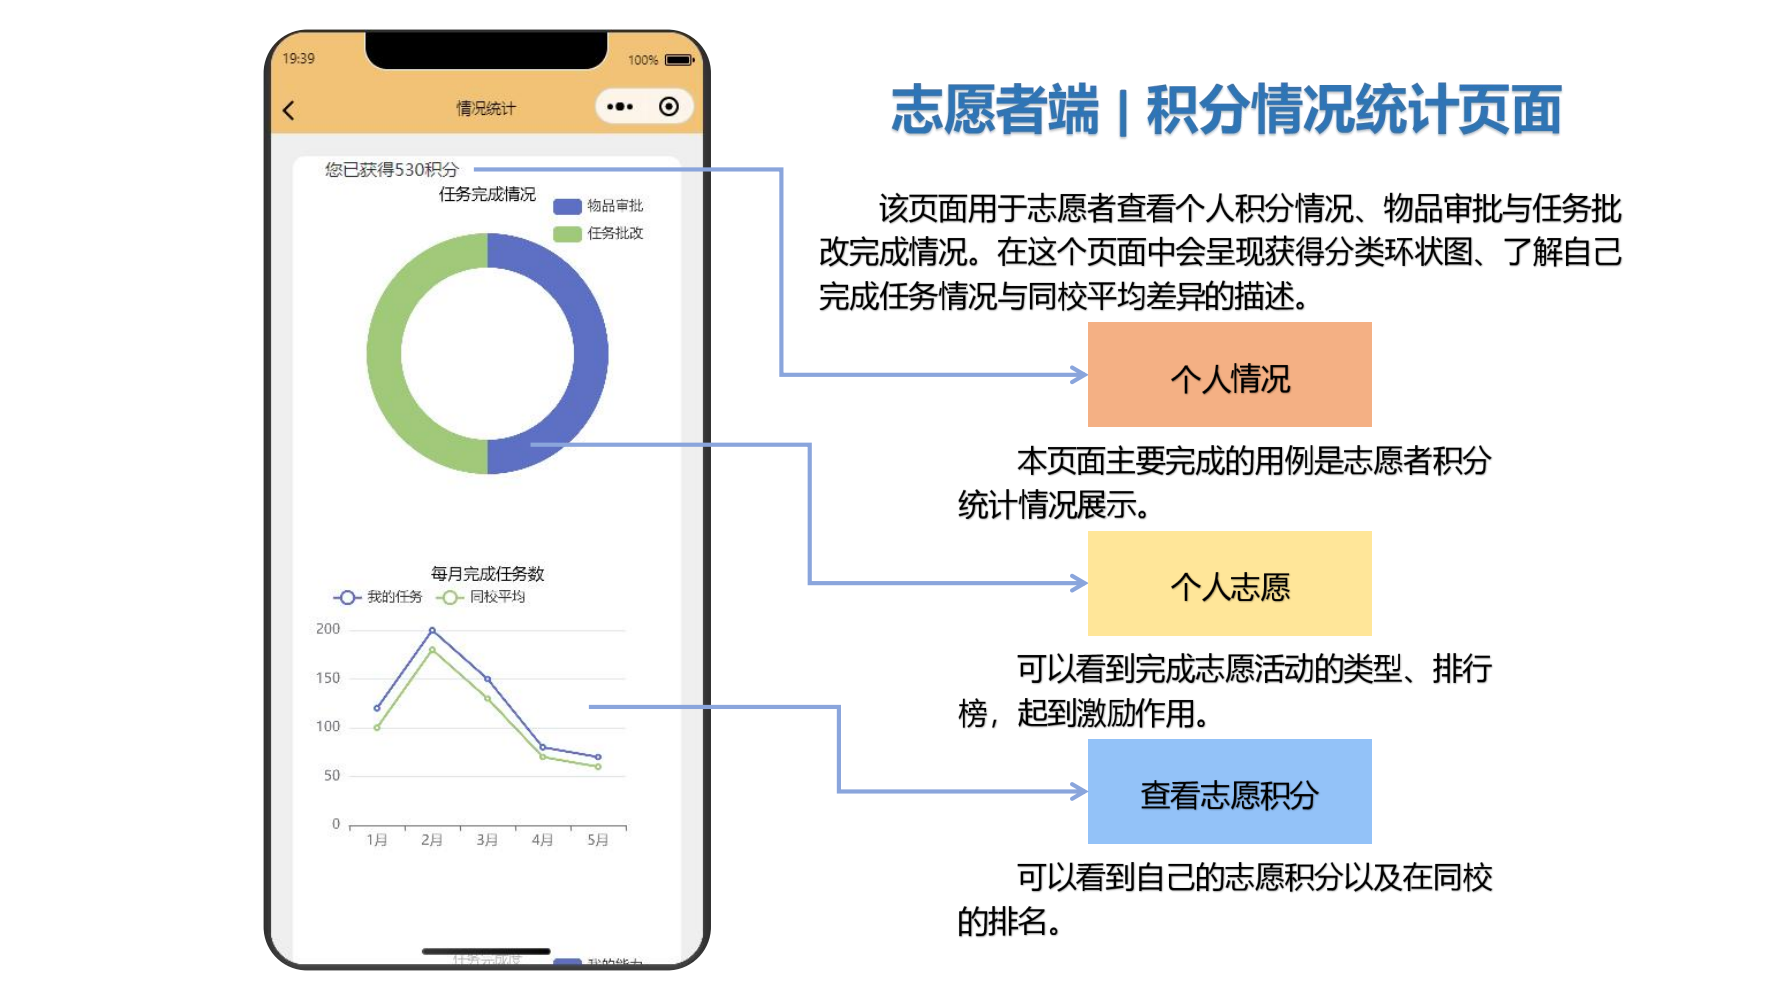 19:39
100%
情况统计
您已获得530积分
任务完成情况
物品审批
任务批改
每月完成任务数
我的任务
同校平均
200
150
100
50
0
1月
2月
3月
4月
5月
任务完成度
我的能力
志愿者端 | 积分情况统计页面
该页面用于志愿者查看个人积分情况、物品审批与任务批
改完成情况。在这个页面中会呈现获得分类环状图、了解自己
完成任务情况与同校平均差异的描述。
个人情况
本页面主要完成的用例是志愿者积分
统计情况展示。
个人志愿
可以看到完成志愿活动的类型、排行
榜，起到激励作用。
查看志愿积分
可以看到自己的志愿积分以及在同校
的排名。